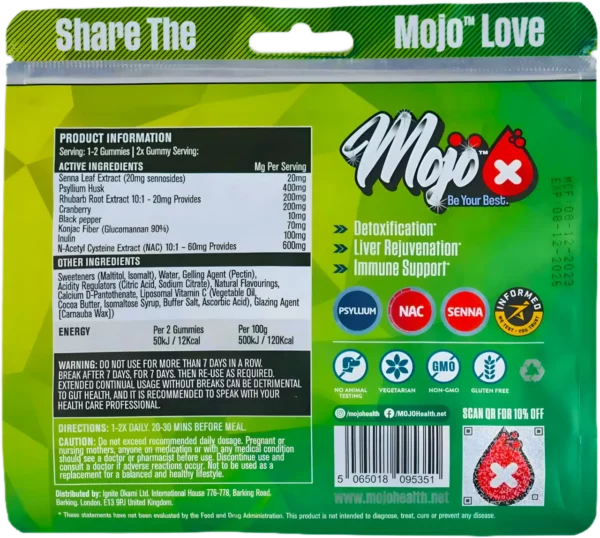 Share The Mojo™ Love
PRODUCT INFORMATION
Serving: 1-2 Gummies | 2x Gummy Serving:
ACTIVE INGREDIENTS Mg Per Serving
Senna Leaf Extract (20mg sennosides) 20mg
Psyllium Husk 400mg
Rhubarb Root Extract 10:1 - 20mg Provides 200mg
Cranberry 200mg
Black pepper 10mg
Konjac Fiber (Glucomannan 90%) 70mg
Inulin 100mg
N-Acetyl Cysteine Extract (NAC) 10:1 - 60mg Provides 600mg
OTHER INGREDIENTS
Sweeteners (Maltitol, Isomalt), Water, Gelling Agent (Pectin),
Acidity Regulators (Citric Acid, Sodium Citrate), Natural Flavourings,
Calcium D-Pantothenate, Liposomal Vitamin C (Vegetable Oil,
Cocoa Butter, Isomaltose Syrup, Buffer Salt, Ascorbic Acid), Glazing Agent
[Carnauba Wax])
ENERGY Per 2 Gummies Per 100g
50kJ / 12Kcal 500kJ / 120Kcal
WARNING: DO NOT USE FOR MORE THAN 7 DAYS IN A ROW.
BREAK AFTER 7 DAYS, FOR 7 DAYS. THEN RE-USE AS REQUIRED.
EXTENDED CONTINUAL USAGE WITHOUT BREAKS CAN BE DETRIMENTAL
TO GUT HEALTH, AND IT IS RECOMMENDED TO SPEAK WITH YOUR
HEALTH CARE PROFESSIONAL.
DIRECTIONS: 1-2X DAILY. 20-30 MINS BEFORE MEAL.
CAUTION: Do not exceed recommended daily dosage. Pregnant or
nursing mothers, anyone on medication or with any medical condition
should see a doctor or pharmacist before use. Discontinue use and
consult a doctor if adverse reactions occur. Not to be used as a
replacement for a balanced and healthy lifestyle.
Distributed by: Ignite Okami Ltd. International House 776-778, Barking Road.
Barking, London. E13 9PJ United Kingdom.
Mojo™
Be Your Best.
MFG 08-12-2023
EXP 08-12-2026
Detoxification*
Liver Rejuvenation*
Immune Support*
PSYLLIUM
NAC
SENNA
INFORMED
WE TEST · YOU TRUST
NO ANIMAL
TESTING
VEGETARIAN
GMO
NON-GMO
GLUTEN FREE
@mojohealth /MOJOHealth.net
SCAN QR FOR 10% OFF
5 065018 095351
www.mojohealth.net
* These statements have not been evaluated by the Food and Drug Administration. This product is not intended to diagnose, treat, cure or prevent any disease.